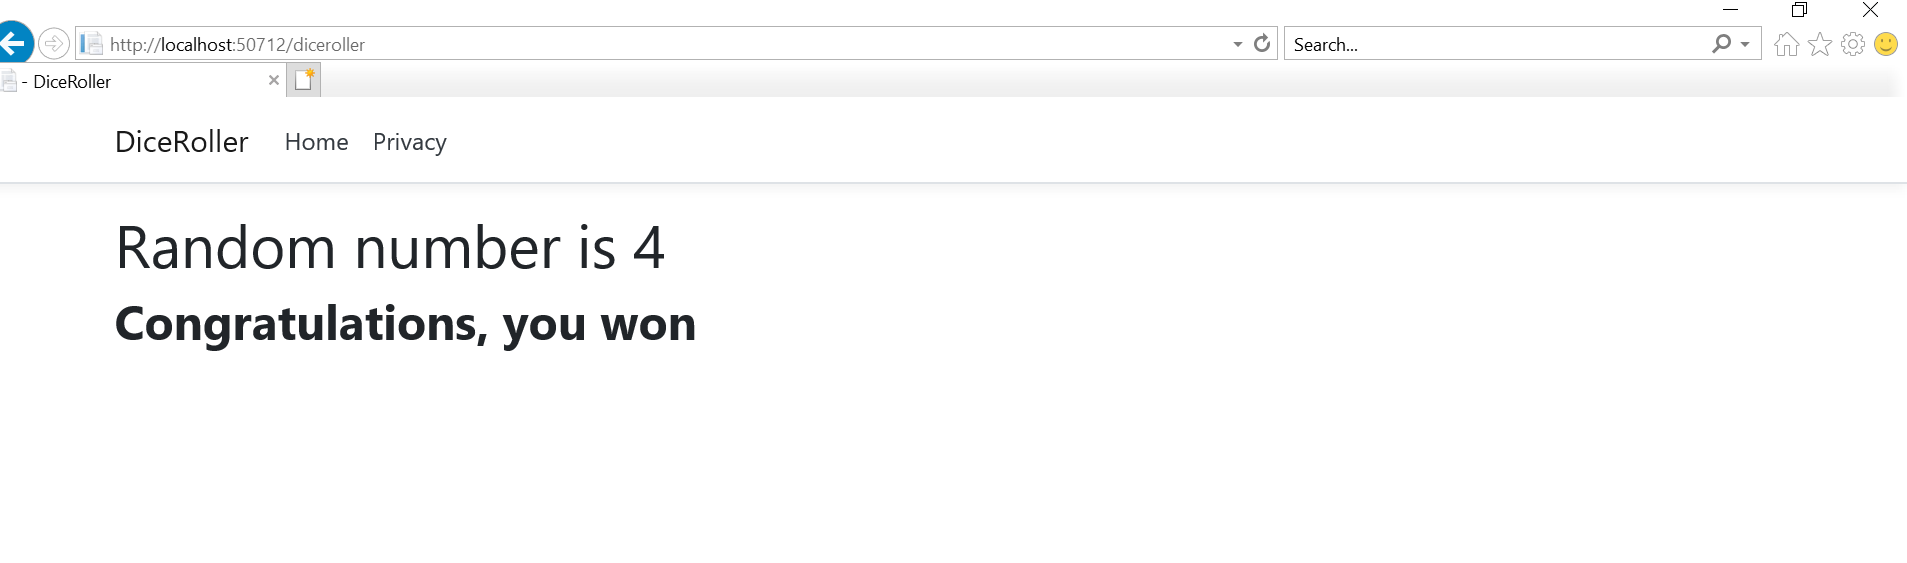 http://localhost:50712/diceroller
Search...
- DiceRoller
DiceRoller Home Privacy
Random number is 4
Congratulations, you won